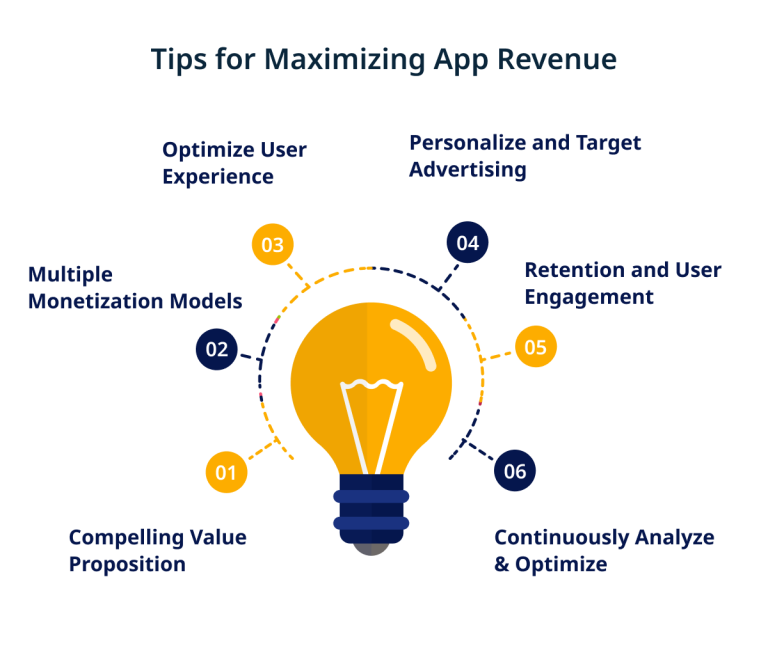 Tips for Maximizing App Revenue
01
Compelling Value
Proposition
02
Multiple
Monetization Models
03
Optimize User
Experience
04
Personalize and Target
Advertising
05
Retention and User
Engagement
06
Continuously Analyze
& Optimize